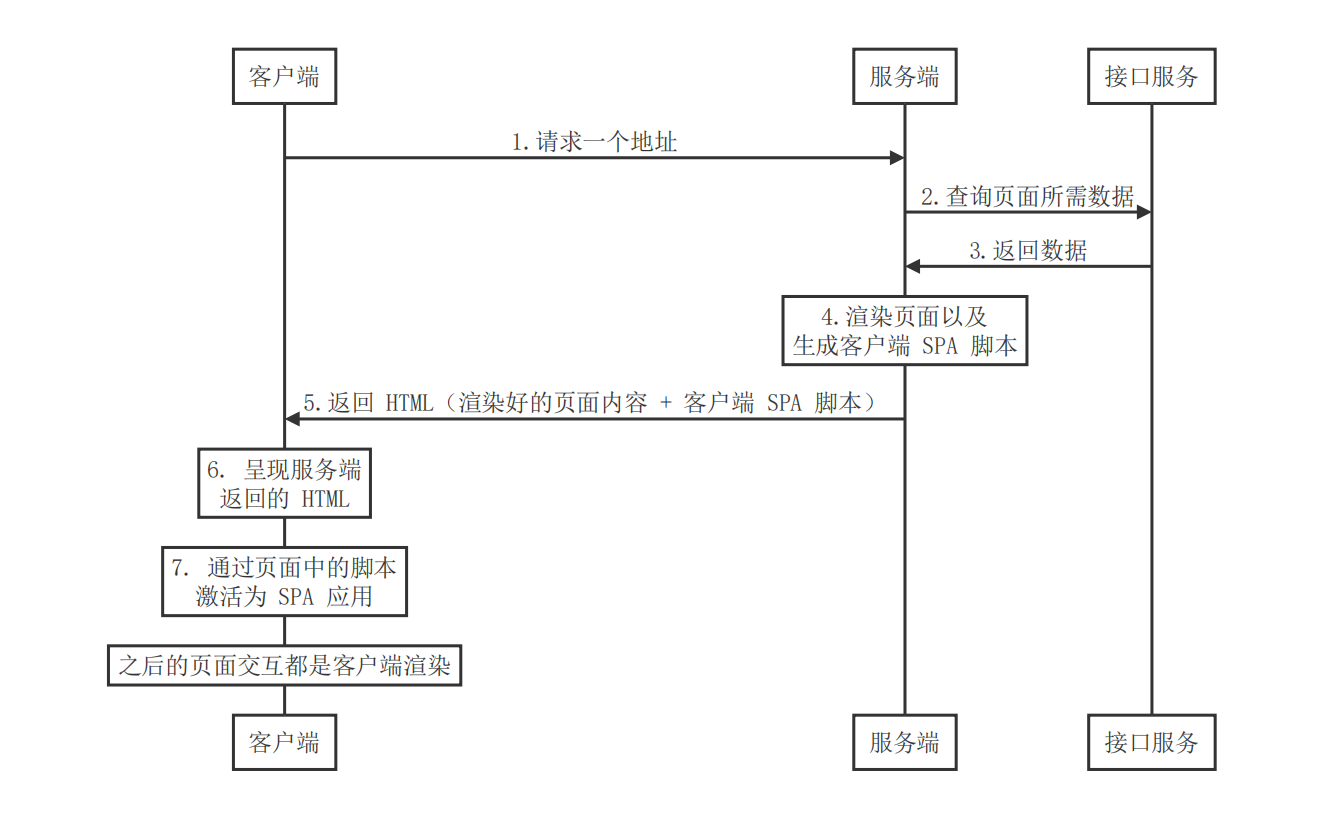 客户端
服务端
接口服务
1.请求一个地址
2.查询页面所需数据
3.返回数据
4.渲染页面以及
生成客户端 SPA 脚本
5.返回 HTML（渲染好的页面内容 + 客户端 SPA 脚本）
6. 呈现服务端
返回的 HTML
7. 通过页面中的脚本
激活为 SPA 应用
之后的页面交互都是客户端渲染
客户端
服务端
接口服务